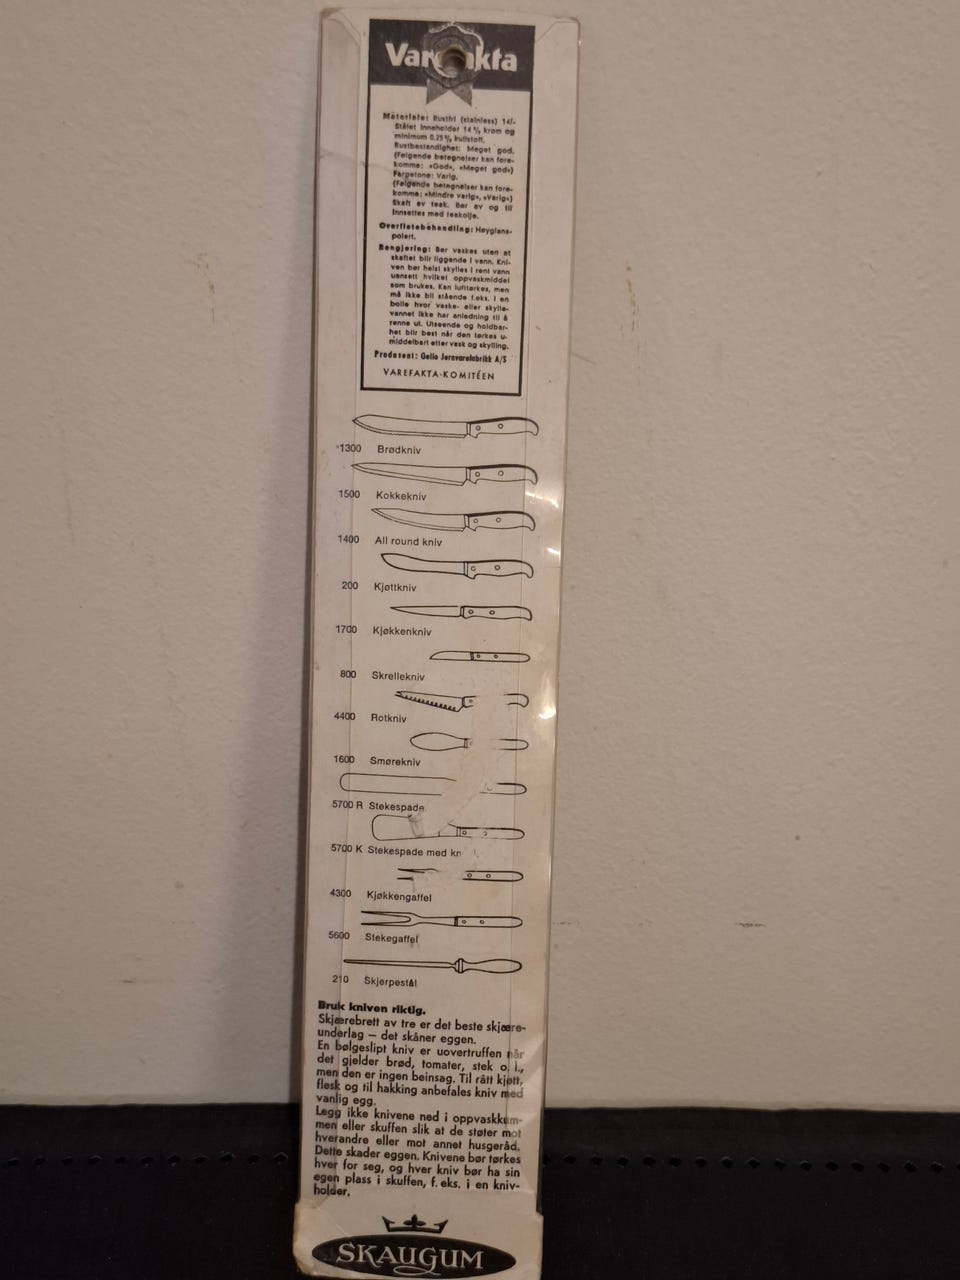 Varefakta
Materiale: Rustfri (stainless) 14/-
Stålet inneholder 14 % krom og
minimum 0.25 % kullstoff.
Rustbestandighet: Meget god.
(Følgende betegnelser kan fore-
komme: «God», «Meget god»)
Fargetone: Varig.
(Følgende betegnelser kan fore-
komme: «Mindre varig», «Varig»)
Skaft av teak. Bør av og til
innsettes med teakolje.
Overflatebehandling: Høyglans-
polert.
Rengjøring: Bør vaskes uten at
skaftet blir liggende i vann. Kni-
ven bør helst skylles i rent vann
uansett hvilket oppvaskmiddel
som brukes. Kan lufttørkes, men
må ikke bli stående f.eks. i en
bolle hvor vaske- eller skylle-
vannet ikke har anledning til å
renne ut. Utseende og holdbar-
het blir best når den tørkes u-
middelbart etter vask og skylling.
Produsent: Geilo Jernvarefabrikk A/S
VAREFAKTA-KOMITÉEN
1300 Brødkniv
1500 Kokkekniv
1400 All round kniv
200 Kjøttkniv
1700 Kjøkkenkniv
800 Skrellekniv
4400 Rotkniv
1600 Smørekniv
5700 R Stekespade
5700 K Stekespade med kn
4300 Kjøkkengaffel
5600 Stekegaffel
210 Skjerpestål
Bruk kniven riktig.
Skjærebrett av tre er det beste skjære-
underlag – det skåner eggen.
En bølgeslipt kniv er uovertruffen når
det gjelder brød, tomater, stek o. l.,
men den er ingen beinsag. Til rått kjøtt,
flesk og til hakking anbefales kniv med
vanlig egg.
Legg ikke knivene ned i oppvaskkum-
men eller skuffen slik at de støter mot
hverandre eller mot annet husgeråd.
Dette skader eggen. Knivene bør tørkes
hver for seg, og hver kniv bør ha sin
egen plass i skuffen, f. eks. i en kniv-
holder.
SKAUGUM